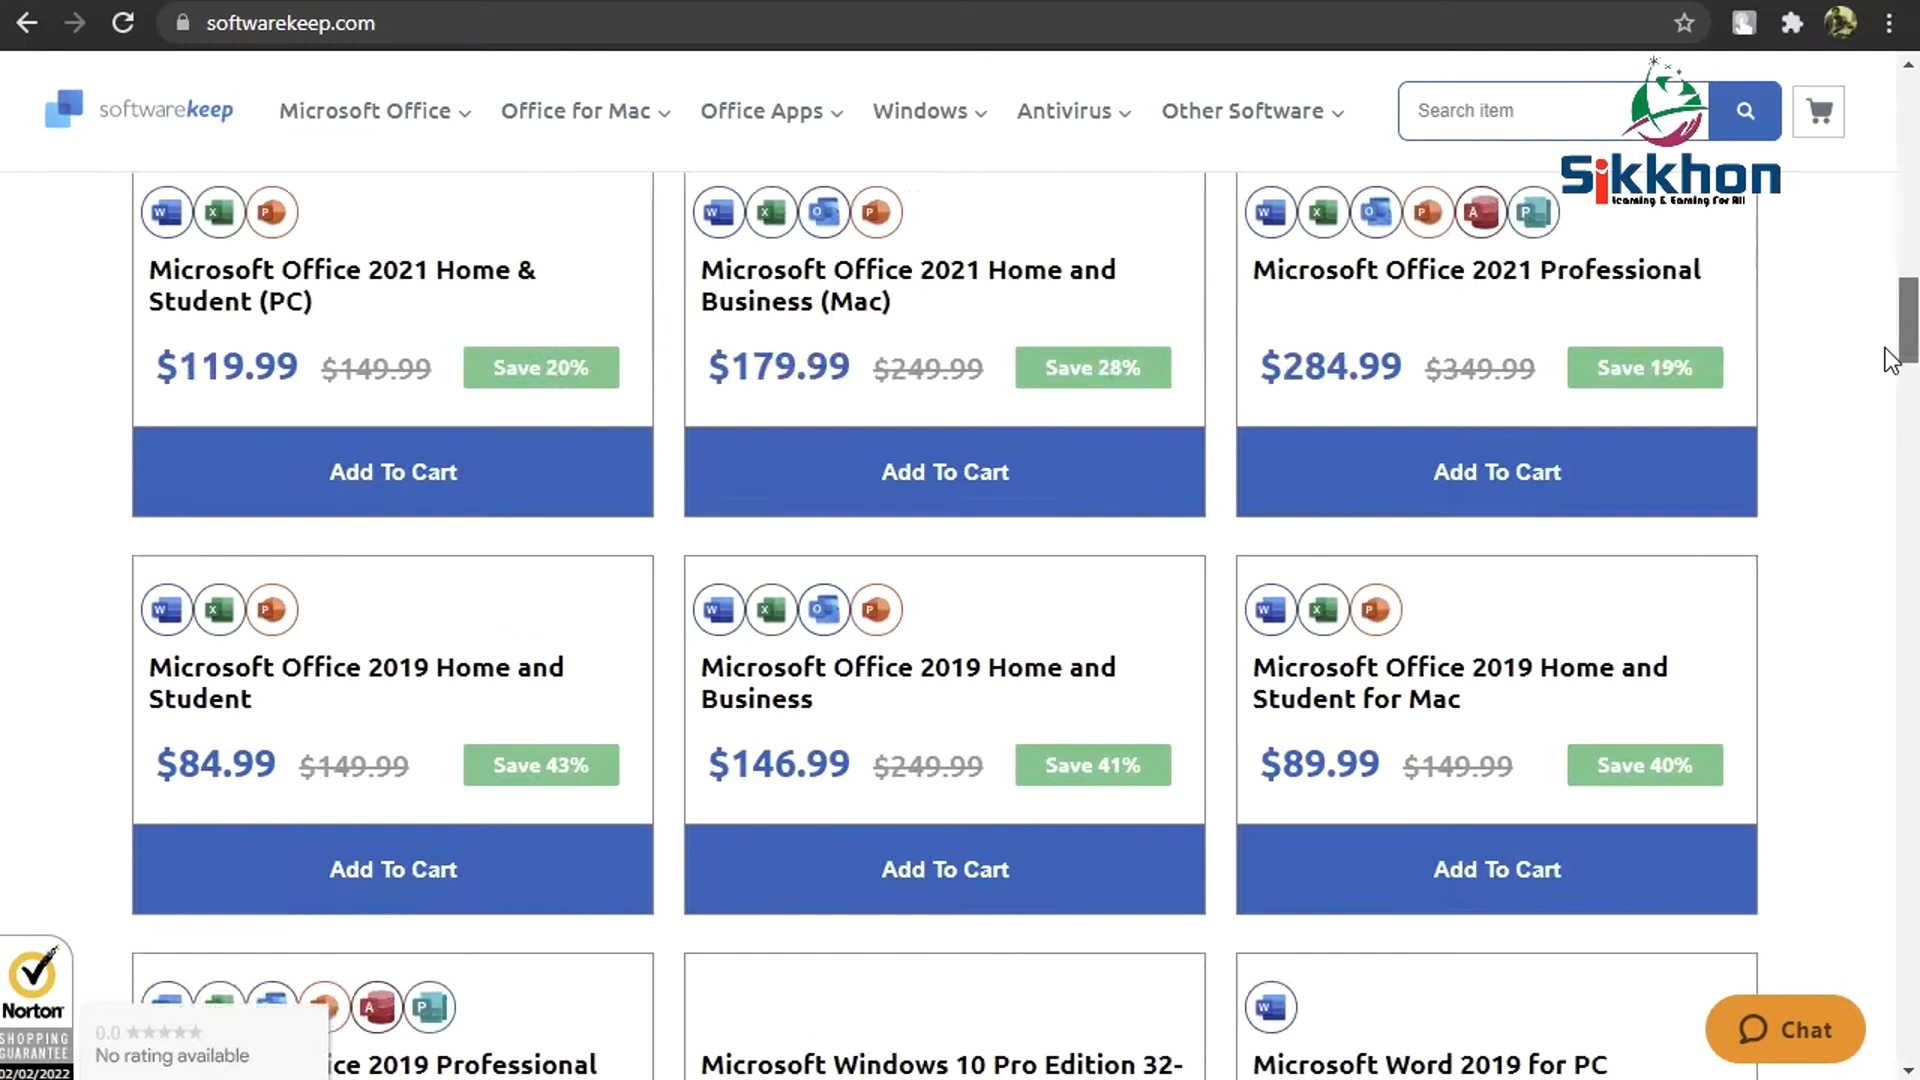 softwarekeep.com
softwarekeep Microsoft Office Office for Mac Office Apps Windows Antivirus Other Software Search item
Sikkhon
Learning & Earning For All
W X P
Microsoft Office 2021 Home &
Student (PC)
$119.99 $149.99 Save 20%
Add To Cart
W X O P
Microsoft Office 2021 Home and
Business (Mac)
$179.99 $249.99 Save 28%
Add To Cart
W X O P A P
Microsoft Office 2021 Professional
$284.99 $349.99 Save 19%
Add To Cart
W X P
Microsoft Office 2019 Home and
Student
$84.99 $149.99 Save 43%
Add To Cart
W X O P
Microsoft Office 2019 Home and
Business
$146.99 $249.99 Save 41%
Add To Cart
W X P
Microsoft Office 2019 Home and
Student for Mac
$89.99 $149.99 Save 40%
Add To Cart
A P
ice 2019 Professional
Microsoft Windows 10 Pro Edition 32-
W
Microsoft Word 2019 for PC
Norton
SHOPPING
GUARANTEE
02/02/2022
0.0
No rating available
Chat